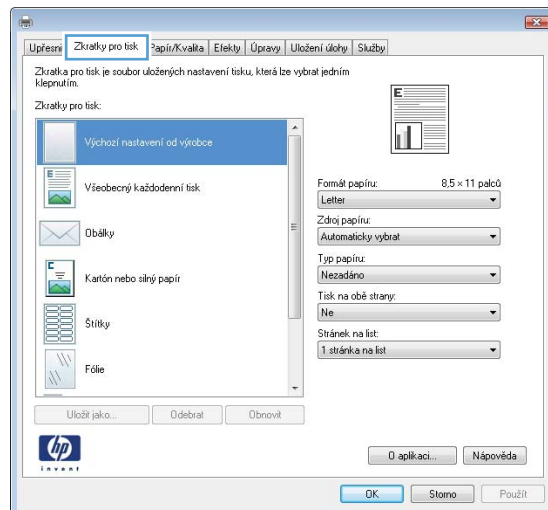 Upřesni
Zkratky pro tisk
Papír/Kvalita
Efekty
Úpravy
Uložení úlohy
Služby
Zkratka pro tisk je soubor uložených nastavení tisku, která lze vybrat jedním
klepnutím.
Zkratky pro tisk:
Výchozí nastavení od výrobce
Všeobecný každodenní tisk
Obálky
Kartón nebo silný papír
Štítky
Fólie
Uložit jako...
Odebrat
Obnovit
E
Formát papíru:
8,5 × 11 palců
Letter
Zdroj papíru:
Automaticky vybrat
Typ papíru:
Nezadáno
Tisk na obě strany:
Ne
Stránek na list:
1 stránka na list
hp
invent
O aplikaci...
Nápověda
OK
Storno
Použít